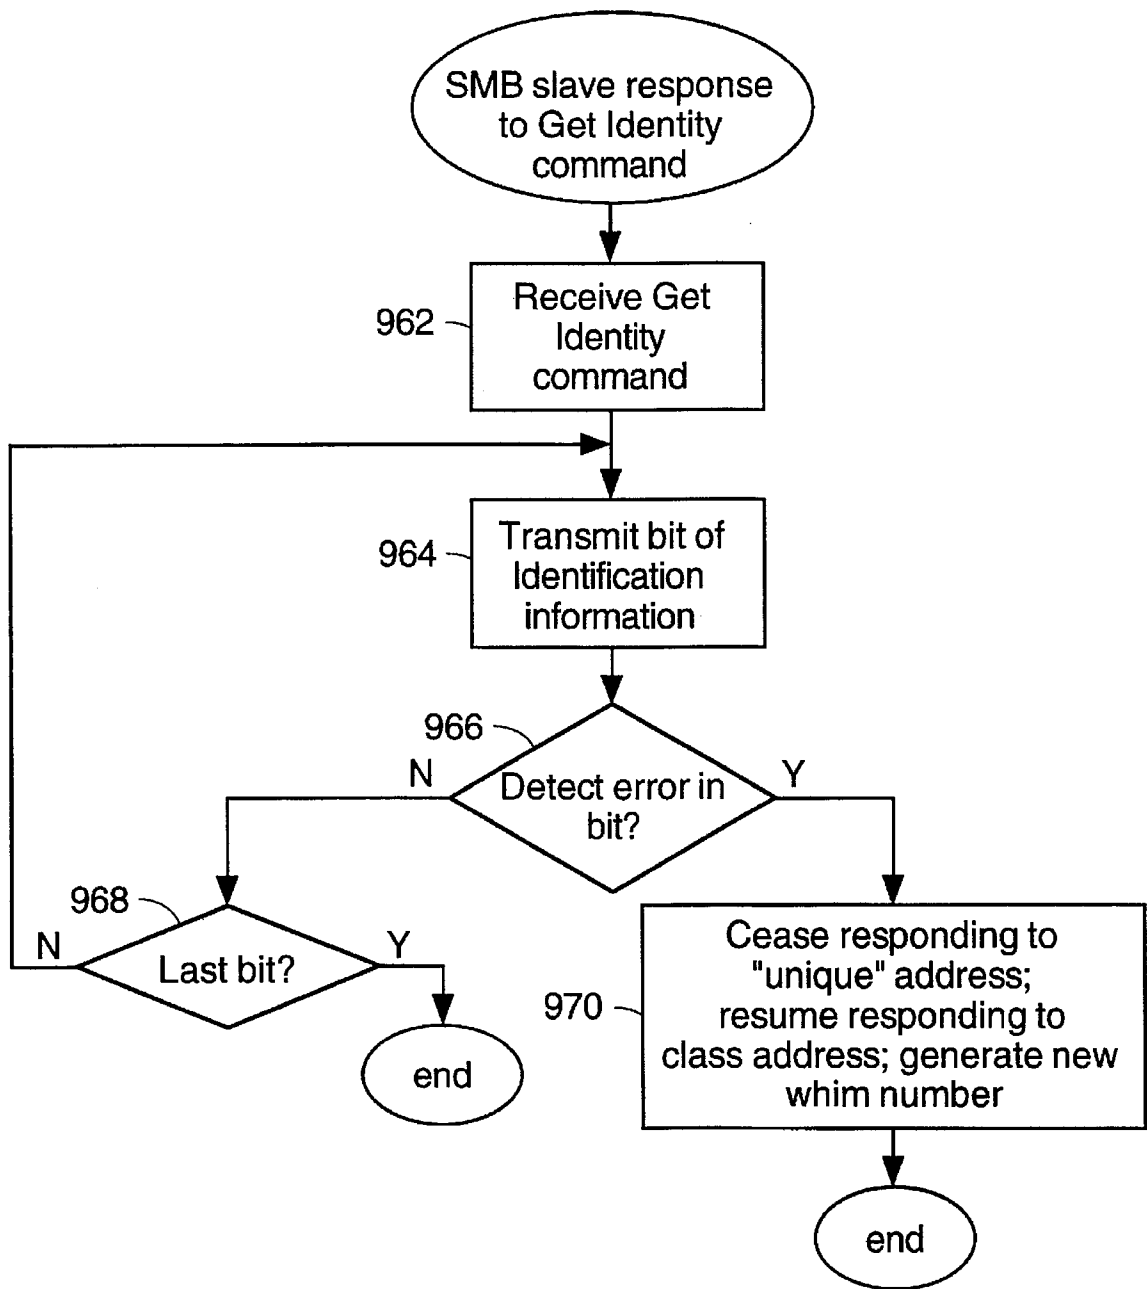 SMB slave response
to Get Identity
command
962
Receive Get
Identity
command
964
Transmit bit of
Identification
information
966
N
Detect error in
bit?
Y
968
N
Last bit?
Y
end
970
Cease responding to
"unique" address;
resume responding to
class address; generate new
whim number
end